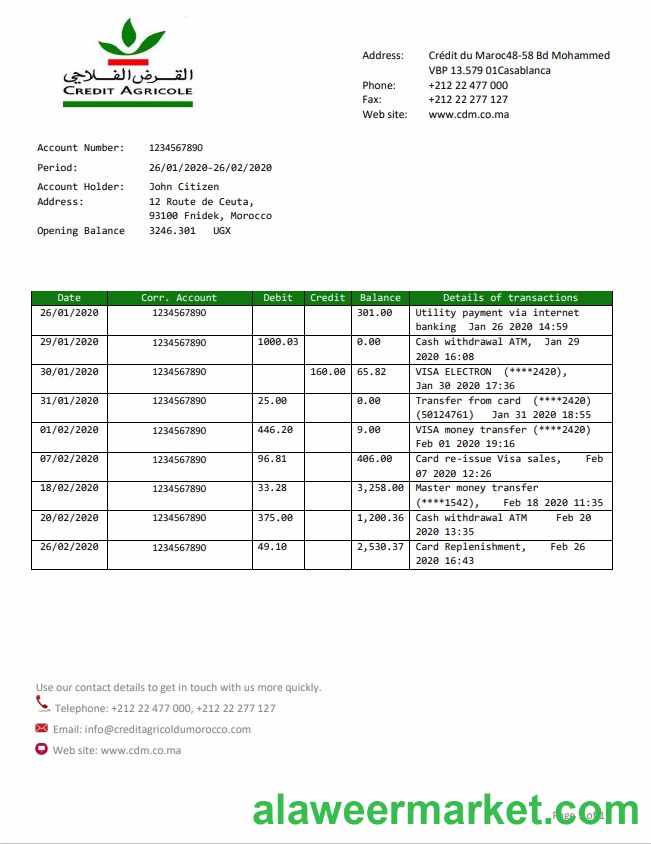 القرض الفلاحي
CREDIT AGRICOLE
Address: Crédit du Maroc48-58 Bd Mohammed
VBP 13.579 01Casablanca
Phone: +212 22 477 000
Fax: +212 22 277 127
Web site: www.cdm.co.ma
Account Number: 1234567890
Period: 26/01/2020-26/02/2020
Account Holder: John Citizen
Address: 12 Route de Ceuta,
93100 Fnidek, Morocco
Opening Balance 3246.301 UGX
Date Corr. Account Debit Credit Balance Details of transactions
26/01/2020 1234567890 301.00 Utility payment via internet
banking Jan 26 2020 14:59
29/01/2020 1234567890 1000.03 0.00 Cash withdrawal ATM, Jan 29
2020 16:08
30/01/2020 1234567890 160.00 65.82 VISA ELECTRON (****2420),
Jan 30 2020 17:36
31/01/2020 1234567890 25.00 0.00 Transfer from card (****2420)
(50124761) Jan 31 2020 18:55
01/02/2020 1234567890 446.20 9.00 VISA money transfer (****2420)
Feb 01 2020 19:16
07/02/2020 1234567890 96.81 406.00 Card re-issue Visa sales, Feb
07 2020 12:26
18/02/2020 1234567890 33.28 3,258.00 Master money transfer
(****1542), Feb 18 2020 11:35
20/02/2020 1234567890 375.00 1,200.36 Cash withdrawal ATM Feb 20
2020 13:35
26/02/2020 1234567890 49.10 2,530.37 Card Replenishment, Feb 26
2020 16:43
Use our contact details to get in touch with us more quickly.
Telephone: +212 22 477 000, +212 22 277 127
Email: info@creditagricoldumorocco.com
Web site: www.cdm.co.ma
alaweermarket.com